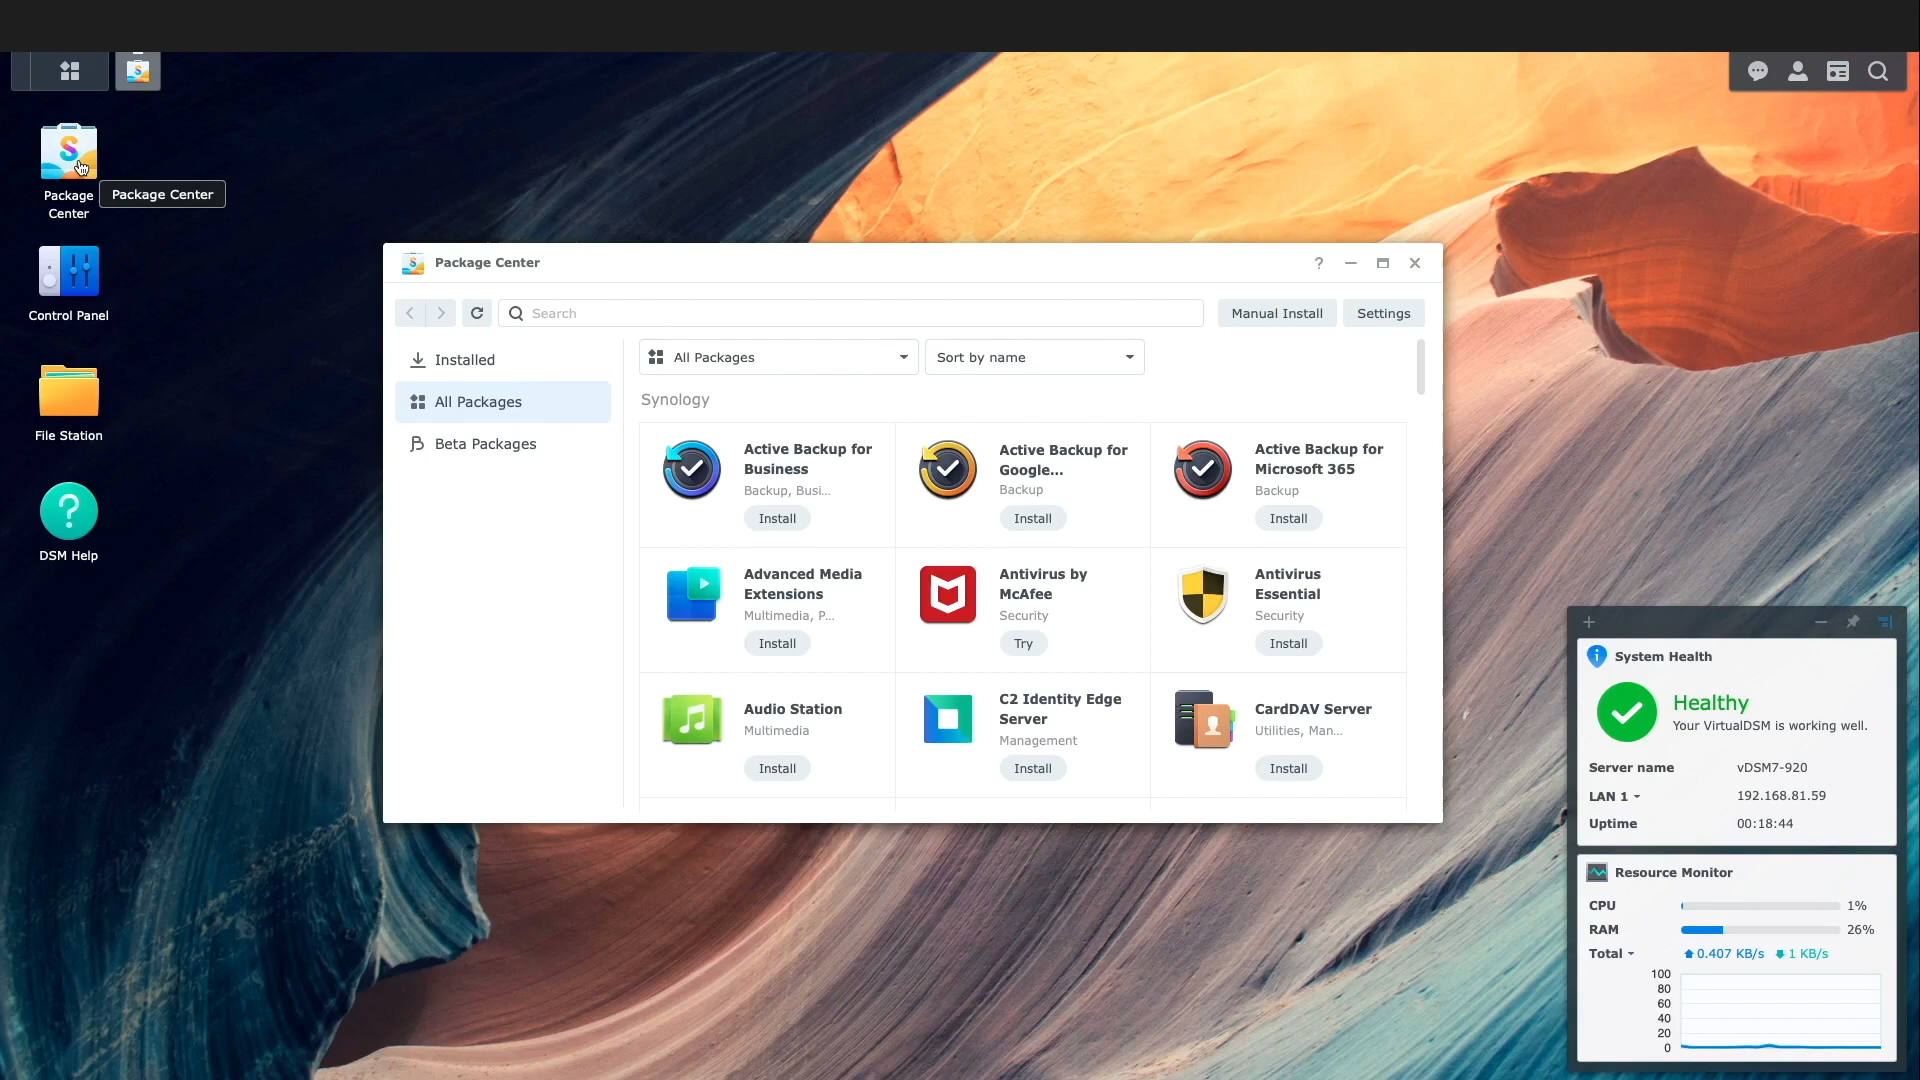 Package
Center
Package Center
Control Panel
File Station
?
DSM Help
Package Center
?
Search
Manual Install
Settings
Installed
All Packages
Beta Packages
All Packages
Sort by name
Synology
Active Backup for
Business
Backup, Busi...
Install
Active Backup for
Google...
Backup
Install
Active Backup for
Microsoft 365
Backup
Install
Advanced Media
Extensions
Multimedia, P...
Install
Antivirus by
McAfee
Security
Try
Antivirus
Essential
Security
Install
Audio Station
Multimedia
Install
C2 Identity Edge
Server
Management
Install
CardDAV Server
Utilities, Man...
Install
System Health
Healthy
Your VirtualDSM is working well.
Server name vDSM7-920
LAN 1 192.168.81.59
Uptime 00:18:44
Resource Monitor
CPU 1%
RAM 26%
Total 0.407 KB/s 1 KB/s
100
80
60
40
20
0